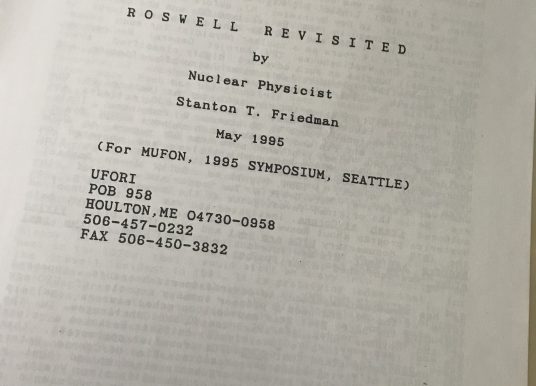 R O S W E L L   R E V I S I T E D
by
Nuclear Physicist
Stanton T. Friedman
May 1995
(For MUFON, 1995 SYMPOSIUM, SEATTLE)
UFORI
POB 958
HOULTON,ME 04730-0958
506-457-0232
FAX 506-450-3832